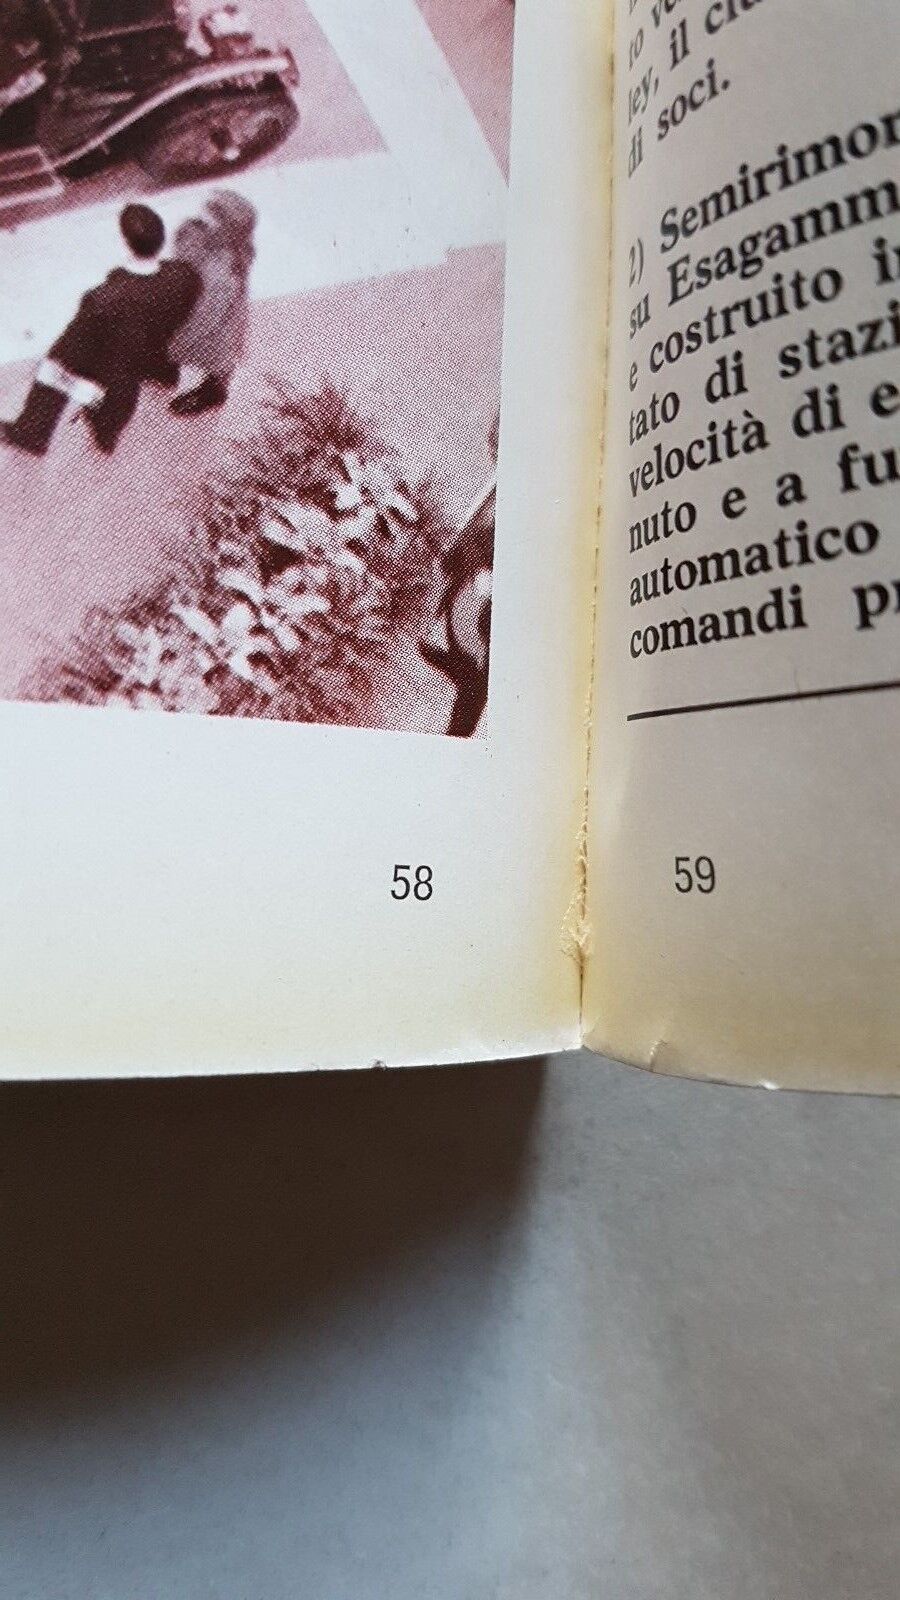 58
ley, il
di soci.
2) Semirimor
su Esagamm
e costruito
tato di stazi
velocità di e
nuto e a fu
automatico
comandi pr
59